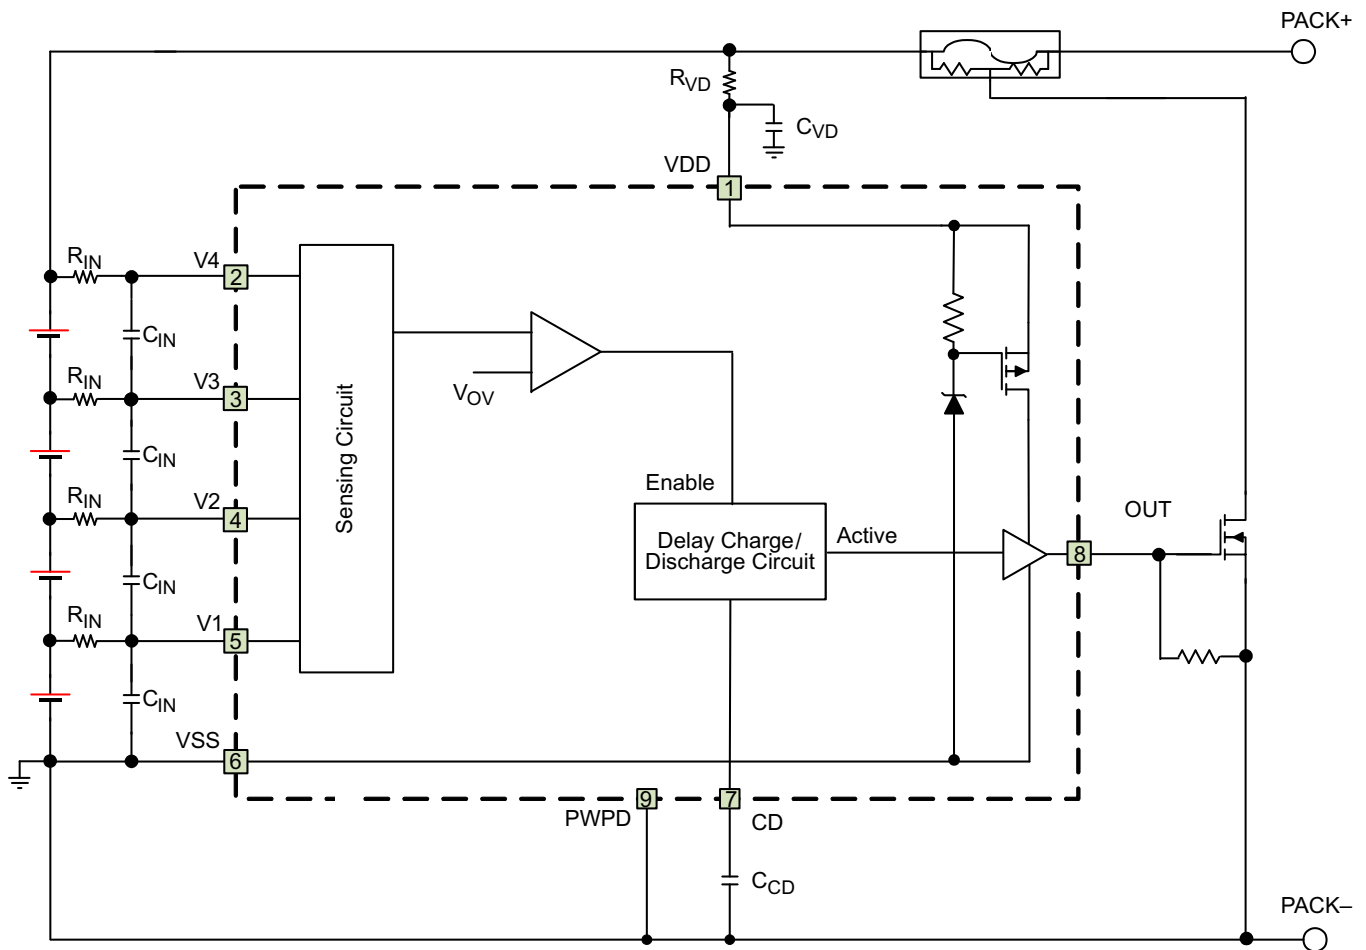 PACK+
RVD
CVD
VDD
1
RIN
V4
2
CIN
RIN
V3
3
VOV
CIN
Sensing Circuit
RIN
V2
4
Enable
OUT
Delay Charge/
Discharge Circuit
Active
8
CIN
RIN
V1
5
CIN
VSS
6
9
7
PWPD
CD
CCD
PACK–